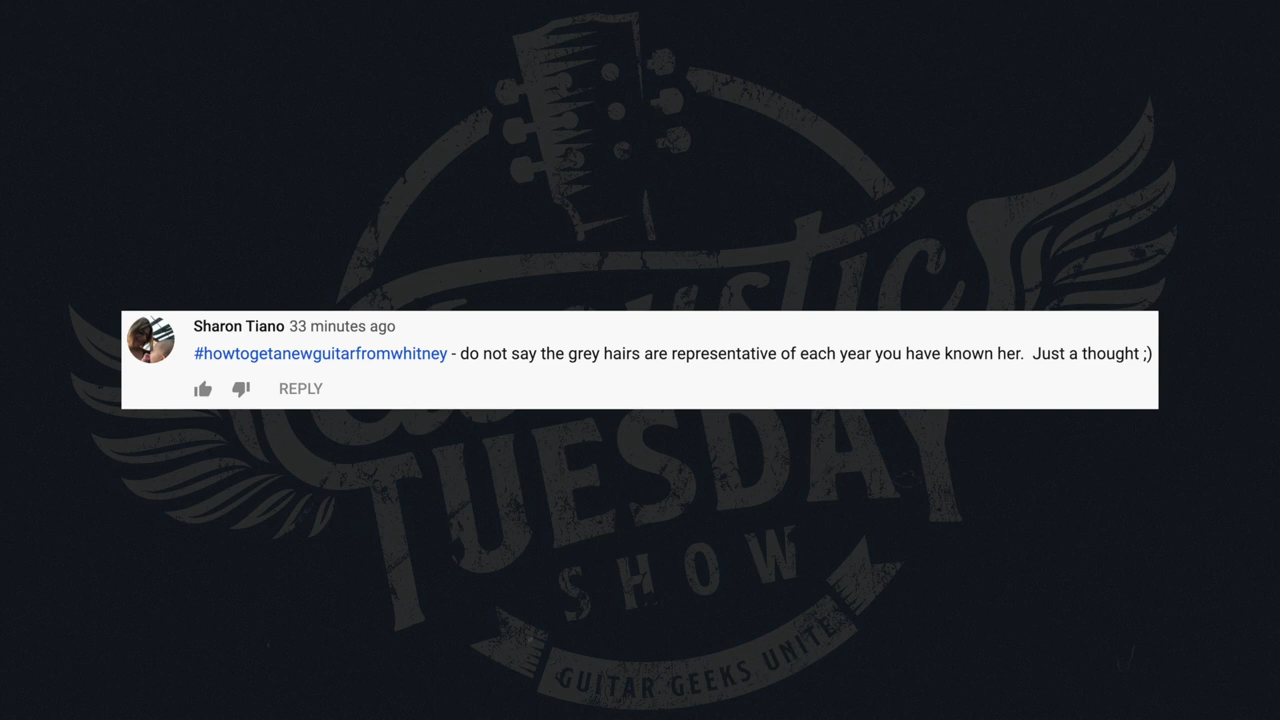 Acoustic
Sharon Tiano 33 minutes ago
#howtogetanewguitarfromwhitney - do not say the grey hairs are representative of each year you have known her.  Just a thought ;)
REPLY
TUESDAY
SHOW
GUITAR GEEKS UNITE